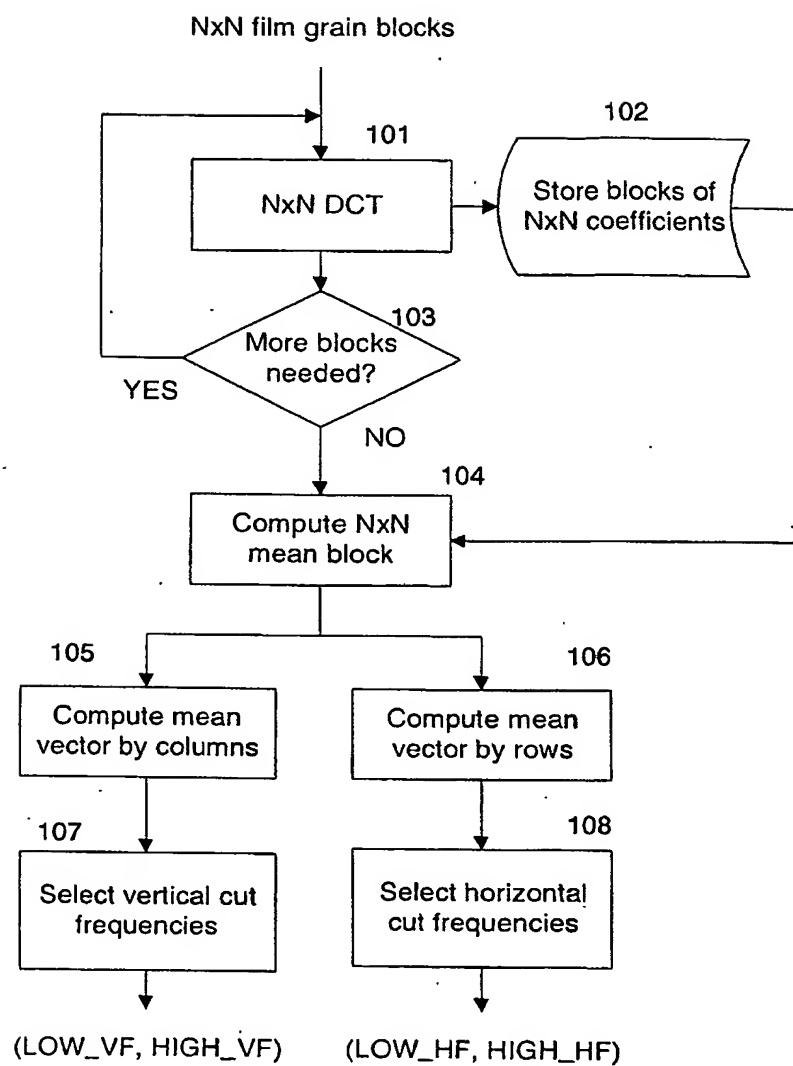 NxN film grain blocks
101
102
NxN DCT
Store blocks of
NxN coefficients
103
More blocks
needed?
YES
NO
104
Compute NxN
mean block
105
106
Compute mean
vector by columns
Compute mean
vector by rows
107
108
Select vertical cut
frequencies
Select horizontal
cut frequencies
(LOW_VF, HIGH_VF)
(LOW_HF, HIGH_HF)